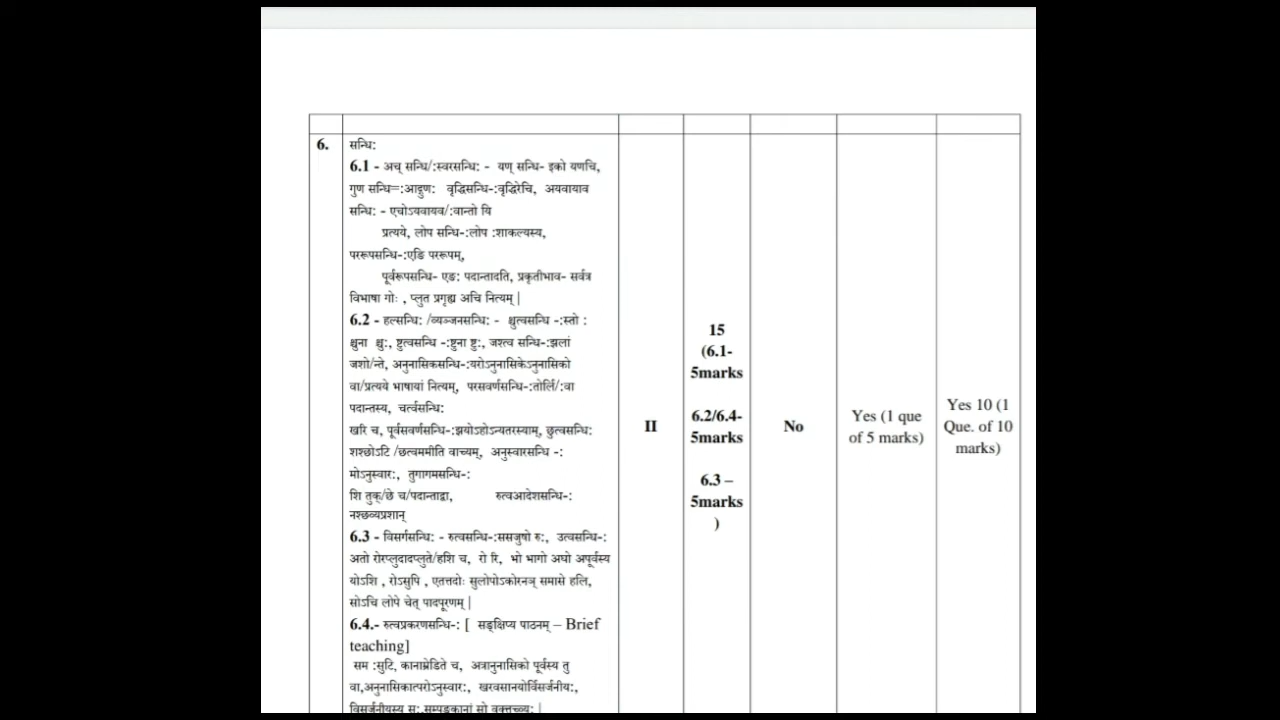 6.
सन्धि:
6.1 - अच् सन्धि/:स्वरसन्धि: - यण् सन्धि- इको यणचि,
गुण सन्धि=:आद्गुण: वृद्धिसन्धि-:वृद्धिरेचि, अयवायाव
सन्धि: - एचोऽयवायव/:वान्तो यि
प्रत्यये, लोप सन्धि-:लोप :शाकल्यस्य,
पररूपसन्धि-:एङि पररूपम्,
पूर्वरूपसन्धि- एङ: पदान्तादति, प्रकृतीभाव- सर्वत्र
विभाषा गोः , प्लुत प्रगृह्य अचि नित्यम् |
6.2 - हल्सन्धि: /व्यञ्जनसन्धि: - श्चुत्वसन्धि -:स्तो :
श्चुना श्चु:, ष्टुत्वसन्धि -:ष्टुना ष्टु:, जश्त्व सन्धि-:झलां
जशो/न्ते, अनुनासिकसन्धि-:यरोऽनुनासिकेऽनुनासिको
वा/प्रत्यये भाषायां नित्यम्, परसवर्णसन्धि-:तोर्लि/:वा
पदान्तस्य, चर्त्वसन्धि:
खरि च, पूर्वसवर्णसन्धि-:झयोऽहोऽन्यतरस्याम्, छुत्वसन्धि:
शश्छोऽटि /छत्वममीति वाच्यम्, अनुस्वारसन्धि -:
मोऽनुस्वार:, तुगागमसन्धि-:
शि तुक्/छे च/पदान्ताद्वा, रुत्वआदेशसन्धि-:
नश्छव्यप्रशान्
6.3 - विसर्गसन्धि: - रुत्वसन्धि-:ससजुषो रु:, उत्वसन्धि-:
अतो रोरप्लुदादप्लुते/हशि च, रो रि, भो भागो अघो अपूर्वस्य
योऽशि , रोऽसुपि , एतत्तदोः सुलोपोऽकोरनञ् समासे हलि,
सोऽचि लोपे चेत् पादपूरणम् |
6.4.- रुत्वप्रकरणसन्धि-: [ सङ्क्षिप्य पाठनम् – Brief
teaching]
सम :सुटि, कानाम्रेडिते च, अत्रानुनासिको पूर्वस्य तु
वा,अनुनासिकात्परोऽनुस्वार:, खरवसानयोर्विसर्जनीय:,
विसर्जनीयस्य स:,सम्पुङ्कानां सो वक्तव्य: |
II
15
(6.1-
5marks
6.2/6.4-
5marks
6.3 –
5marks
)
No
Yes (1 que
of 5 marks)
Yes 10 (1
Que. of 10
marks)